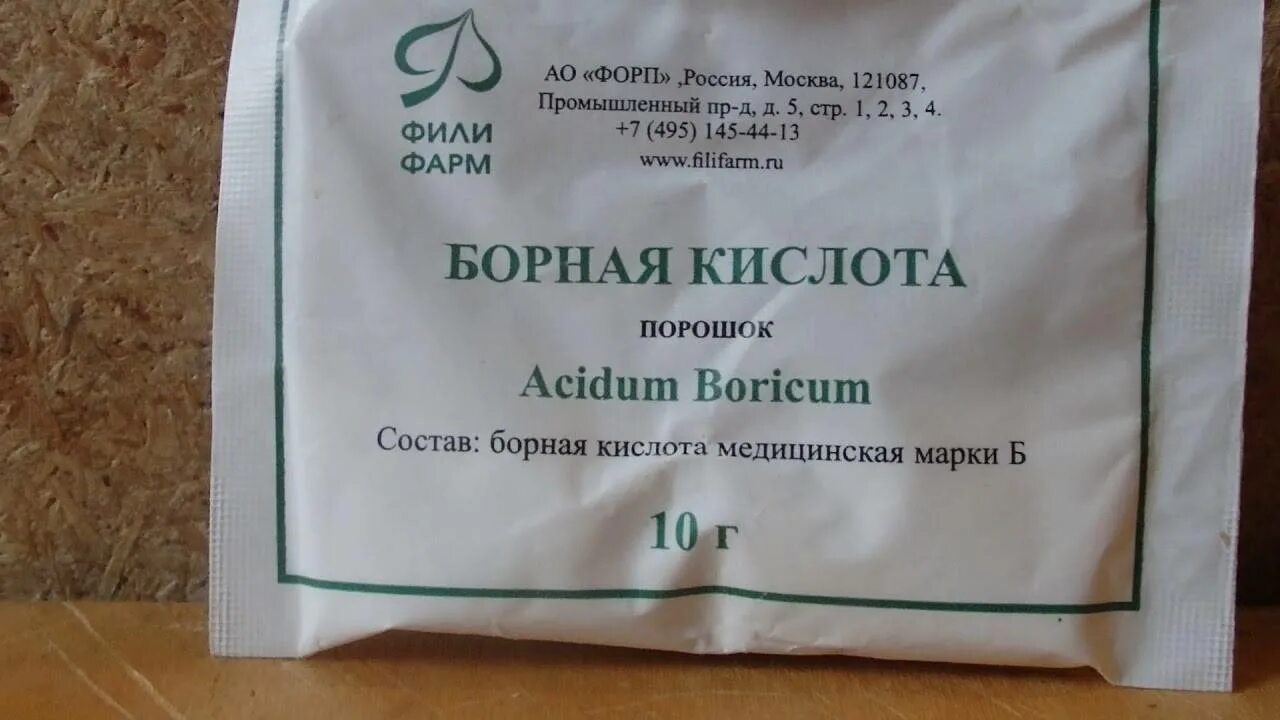 ФИЛИ
ФАРМ
АО «ФОРП» ,Россия, Москва, 121087,
Промышленный пр-д, д. 5, стр. 1, 2, 3, 4.
+7 (495) 145-44-13
www.filifarm.ru
БОРНАЯ КИСЛОТА
ПОРОШОК
Acidum Boricum
Состав: борная кислота медицинская марки Б
10 г